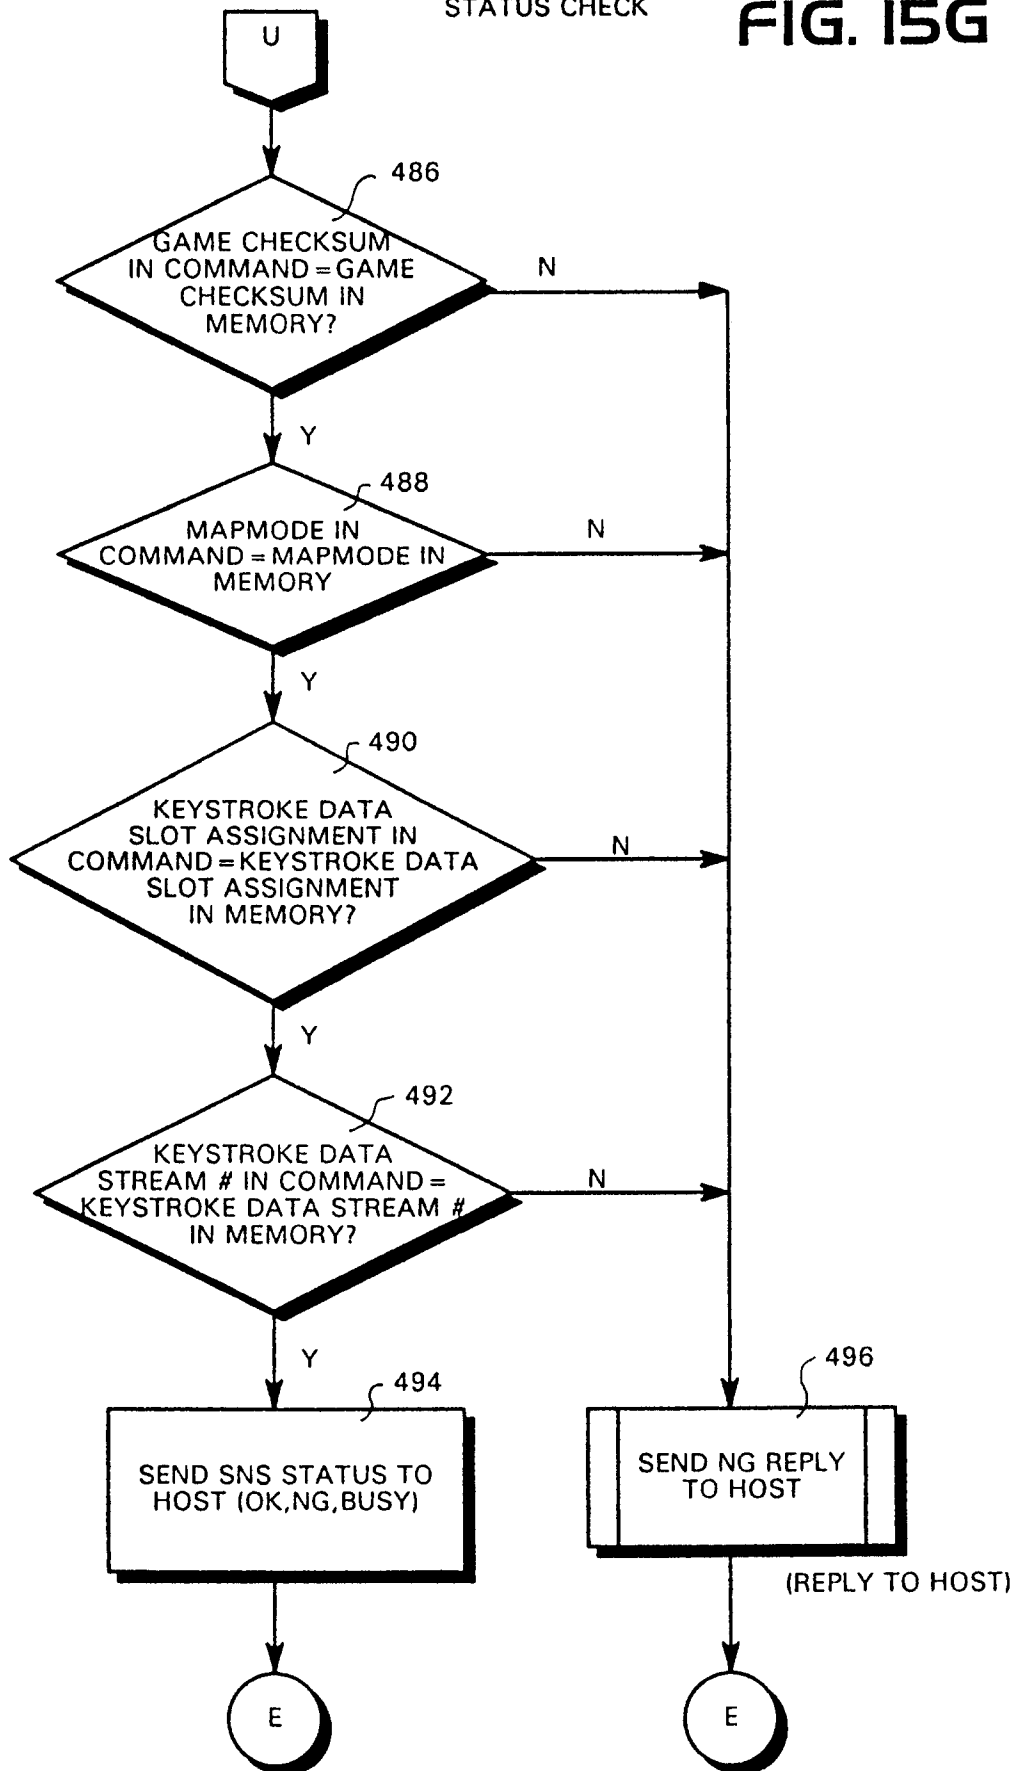 STATUS CHECK
FIG. 15G
U
486
GAME CHECKSUM
IN COMMAND = GAME
CHECKSUM IN
MEMORY?
N
Y
488
MAPMODE IN
COMMAND = MAPMODE IN
MEMORY
N
Y
490
KEYSTROKE DATA
SLOT ASSIGNMENT IN
COMMAND = KEYSTROKE DATA
SLOT ASSIGNMENT
IN MEMORY?
N
Y
492
KEYSTROKE DATA
STREAM # IN COMMAND =
KEYSTROKE DATA STREAM #
IN MEMORY?
N
Y
494
SEND SNS STATUS TO
HOST (OK,NG,BUSY)
496
SEND NG REPLY
TO HOST
(REPLY TO HOST)
E
E